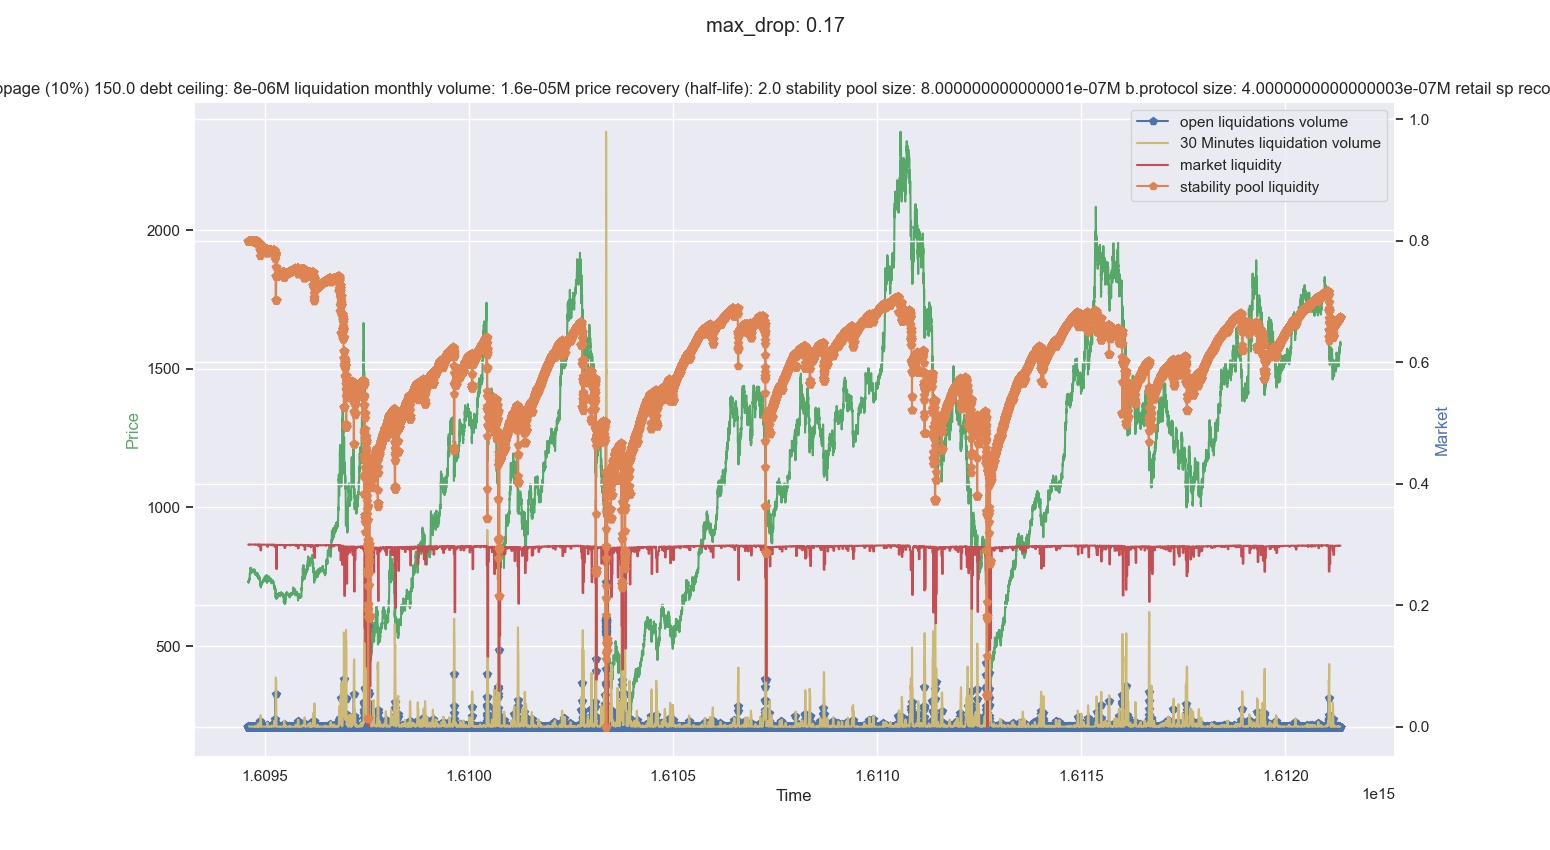 max_drop: 0.17
(10%) 150.0 debt ceiling: 8e-06M liquidation monthly volume: 1.6e-05M price recovery (half-life): 2.0 stability pool size: 8.000000000000001e-07M b.protocol size: 4.0000000000000003e-07M retail sp
open liquidations volume
30 Minutes liquidation volume
market liquidity
stability pool liquidity
2000
1500
1000
500
Price
1.0
0.8
0.6
0.4
0.2
0.0
Market
1.6095 1.6100 1.6105 1.6110 1.6115 1.6120
1e15
Time